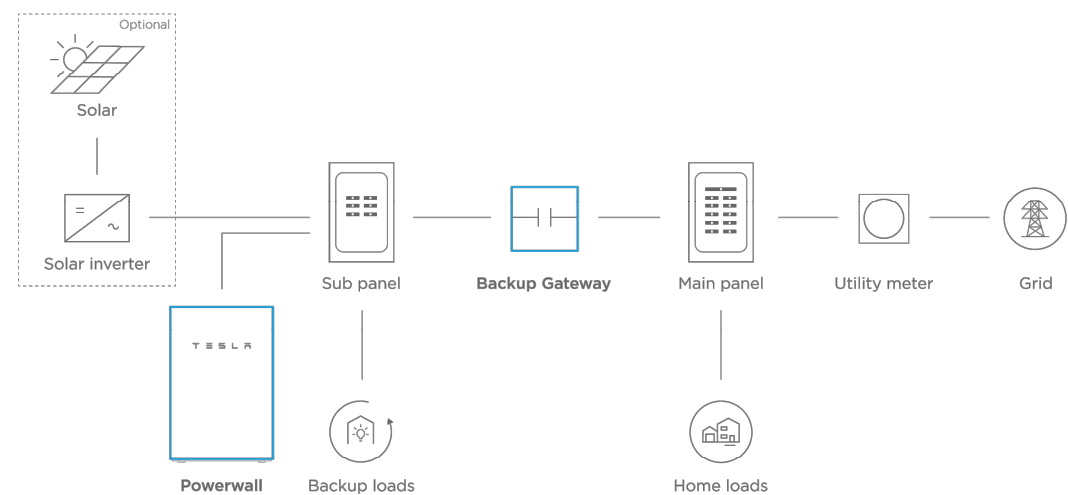 Optional
Solar
Solar inverter
Sub panel
Backup Gateway
Main panel
Utility meter
Grid
TESLA
Powerwall
Backup loads
Home loads